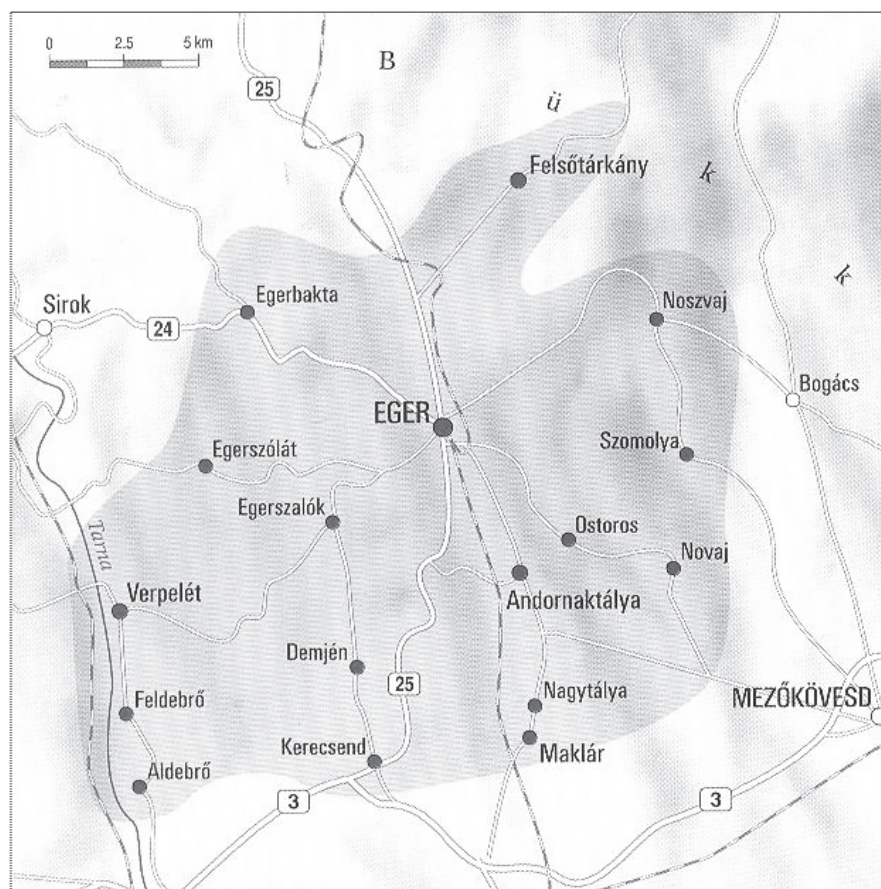 0 2.5 5 km
B
25
ü
Felsőtárkány
k
k
Egerbakta
Noszvaj
Sirok
24
Bogács
EGER
Szomolya
Egerszólát
Egerszalók
Ostoros
Tarna
Novaj
Verpelét
Andornaktálya
Demjén
25
Nagytálya
MEZŐKÖVESD
Feldebrő
Kerecsend
Maklár
Aldebrő
3
3